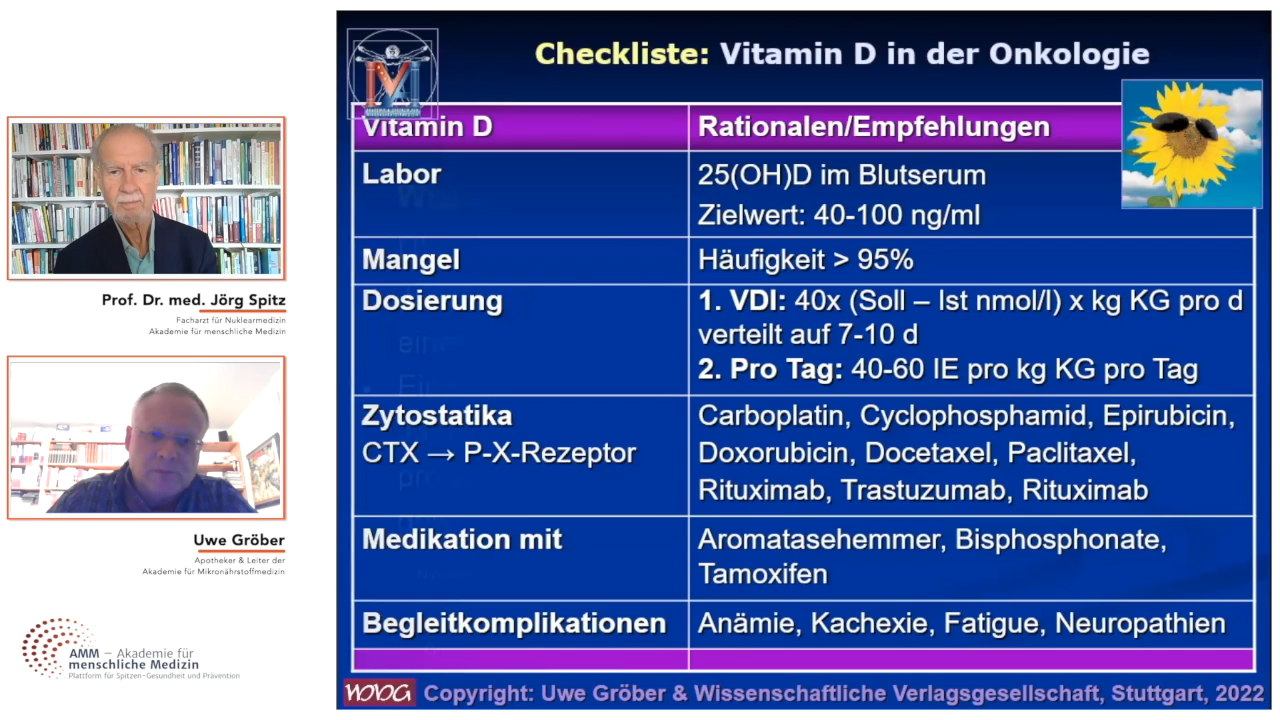 Prof. Dr. med. Jörg Spitz
Facharzt für Nuklearmedizin
Akademie für menschliche Medizin
Uwe Gröber
Apotheker & Leiter der
Akademie für Mikronährstoffmedizin
AMM – Akademie für
menschliche Medizin
Plattform für Spitzen-Gesundheit und Prävention
Checkliste: Vitamin D in der Onkologie
Vitamin D
Rationalen/Empfehlungen
Labor
25(OH)D im Blutserum
Zielwert: 40-100 ng/ml
Mangel
Häufigkeit > 95%
Dosierung
1. VDI: 40x (Soll – Ist nmol/l) x kg KG pro d
verteilt auf 7-10 d
2. Pro Tag: 40-60 IE pro kg KG pro Tag
Zytostatika
CTX → P-X-Rezeptor
Carboplatin, Cyclophosphamid, Epirubicin,
Doxorubicin, Docetaxel, Paclitaxel,
Rituximab, Trastuzumab, Rituximab
Medikation mit
Aromatasehemmer, Bisphosphonate,
Tamoxifen
Begleitkomplikationen
Anämie, Kachexie, Fatigue, Neuropathien
Copyright: Uwe Gröber & Wissenschaftliche Verlagsgesellschaft, Stuttgart, 2022